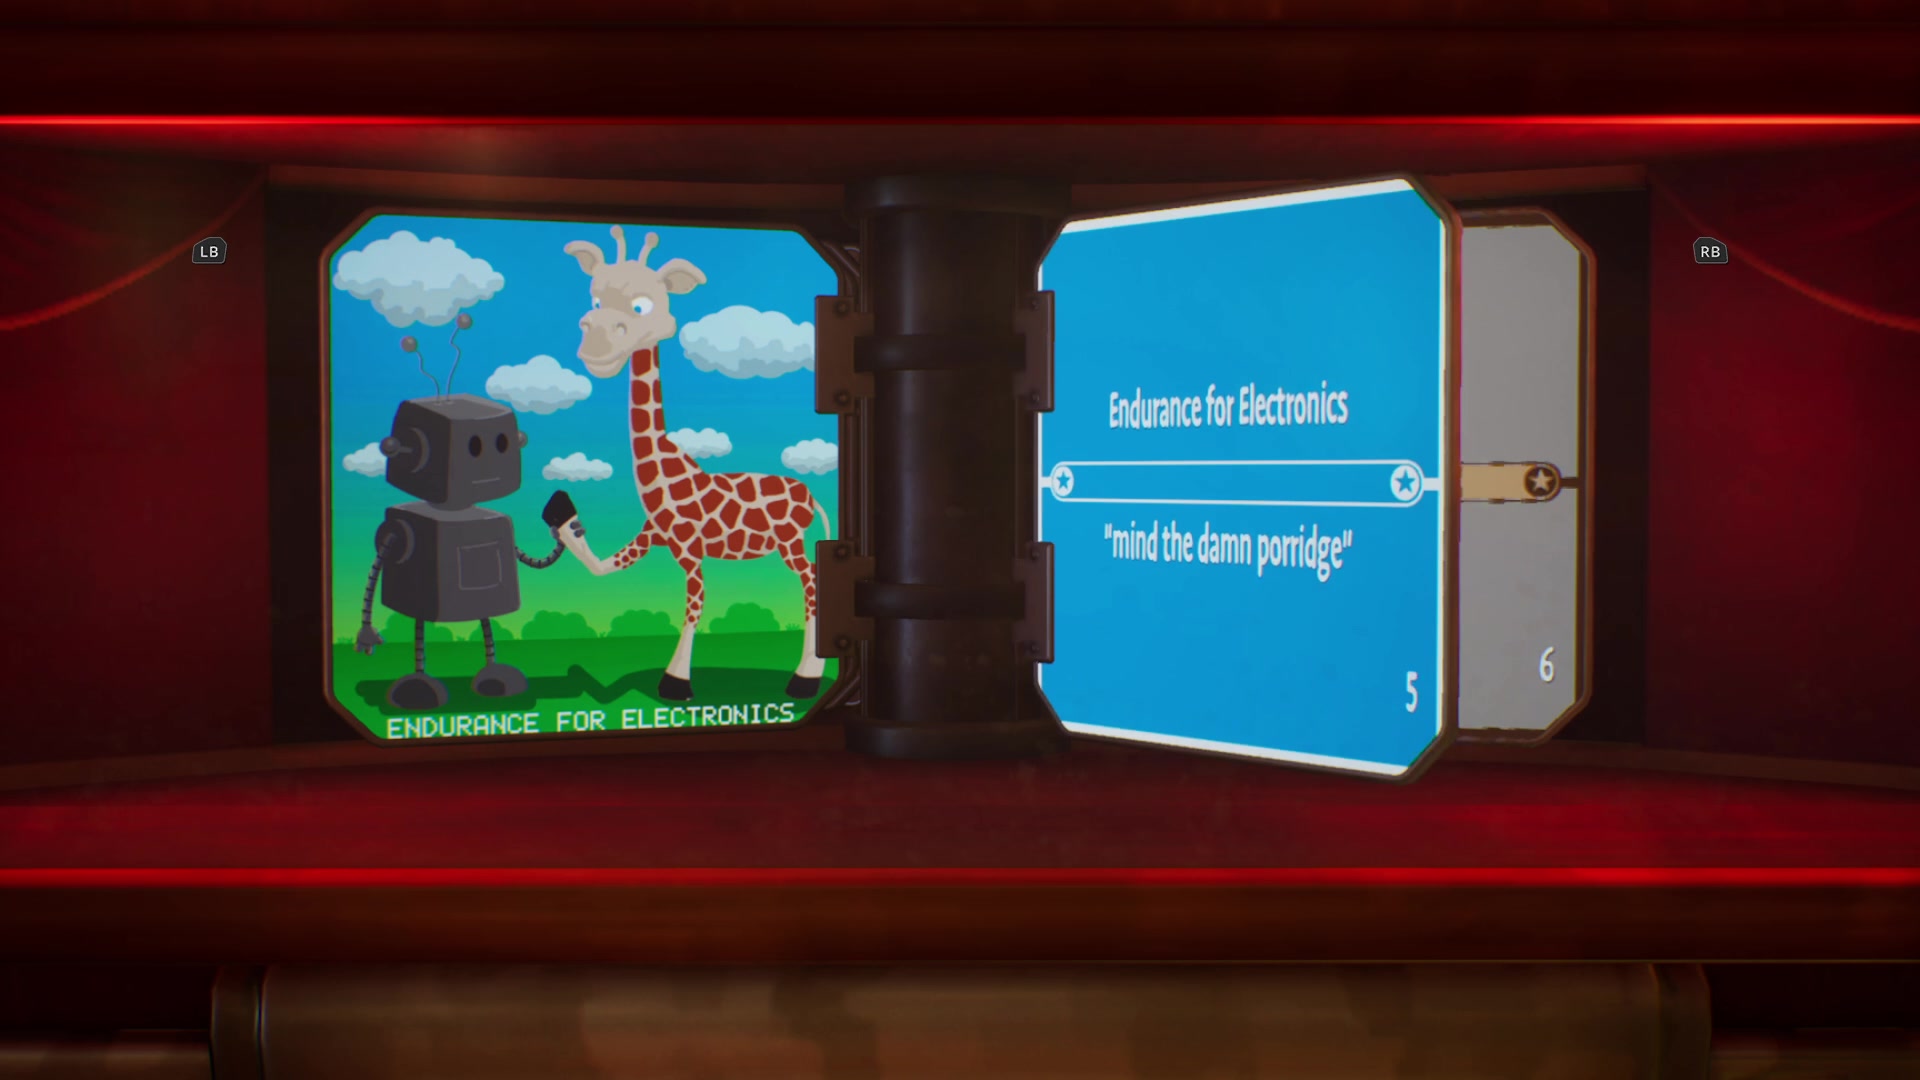 LB
RB
ENDURANCE FOR ELECTRONICS
Endurance for Electronics
"mind the damn porridge"
5
6